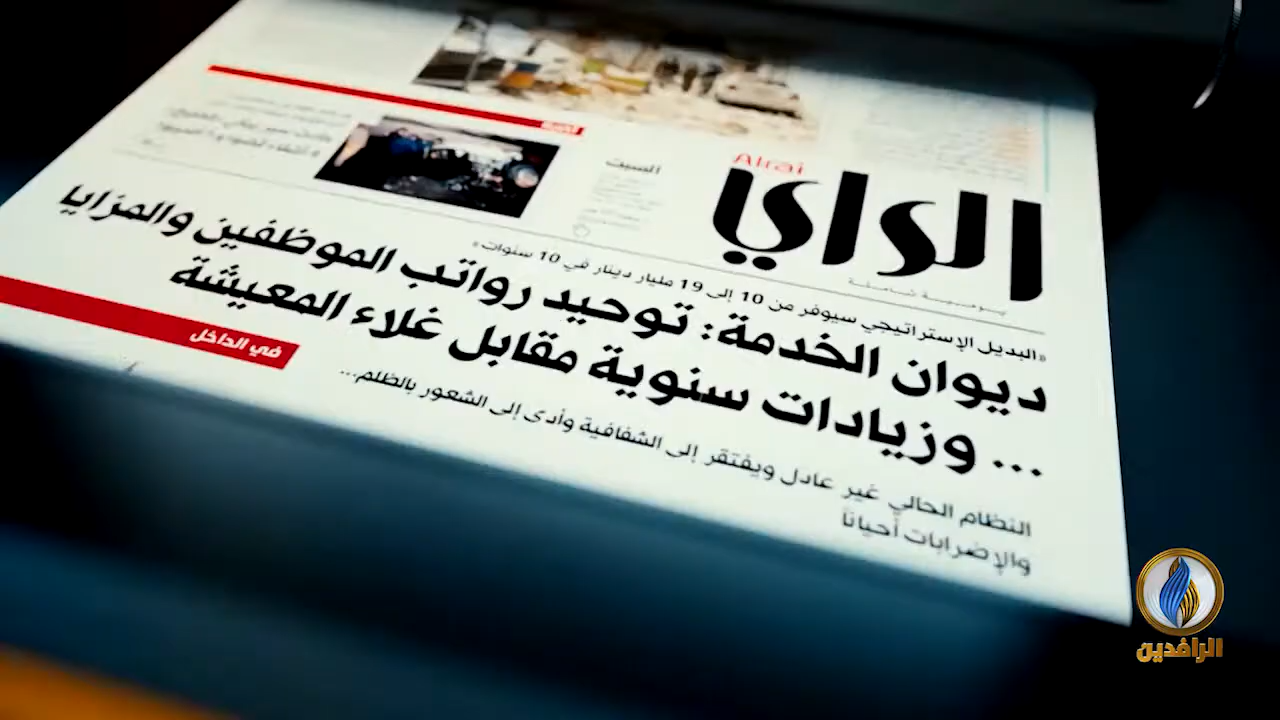 Alrai
الراي
يومية شاملة
السبت
«البديل الإستراتيجي سيوفر من 10 إلى 19 مليار دينار في 10 سنوات»
ديوان الخدمة: توحيد رواتب الموظفين والمزايا
... وزيادات سنوية مقابل غلاء المعيشة
النظام الحالي غير عادل ويفتقر إلى الشفافية وأدى إلى الشعور بالظلم...
والإضرابات أحياناً
في الداخل
الرافدين